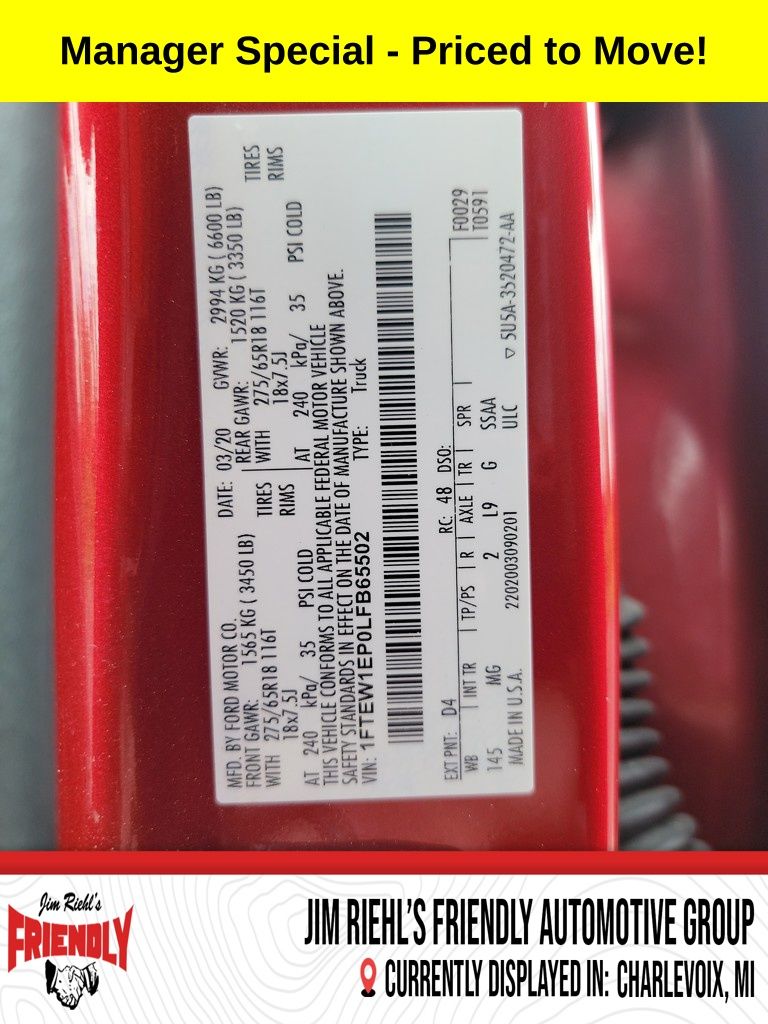 Manager Special - Priced to Move!
MFD. BY FORD MOTOR CO.
DATE: 03/20 GVWR: 2994 KG ( 6600 LB)
FRONT GAWR: 1565 KG ( 3450 LB)
REAR GAWR: 1520 KG ( 3350 LB)
WITH 275/65R18 116T TIRES
WITH 275/65R18 116T TIRES
18x7.5J RIMS
18x7.5J RIMS
AT 240 kPa/ 35 PSI COLD
AT 240 kPa/ 35 PSI COLD
THIS VEHICLE CONFORMS TO ALL APPLICABLE FEDERAL MOTOR VEHICLE
SAFETY STANDARDS IN EFFECT ON THE DATE OF MANUFACTURE SHOWN ABOVE.
VIN: 1FTEW1EP0LFB65502 TYPE: Truck
EXT PNT: D4 RC: 48 DSO: F0029
WB INT TR TP/PS R AXLE TR SPR T0591
145 MG 2 L9 G SSAA
MADE IN U.S.A. 2202003090201 ULC ▽ 5U5A-3520472-AA
Jim Riehl's
FRIENDLY
JIM RIEHL'S FRIENDLY AUTOMOTIVE GROUP
CURRENTLY DISPLAYED IN: CHARLEVOIX, MI